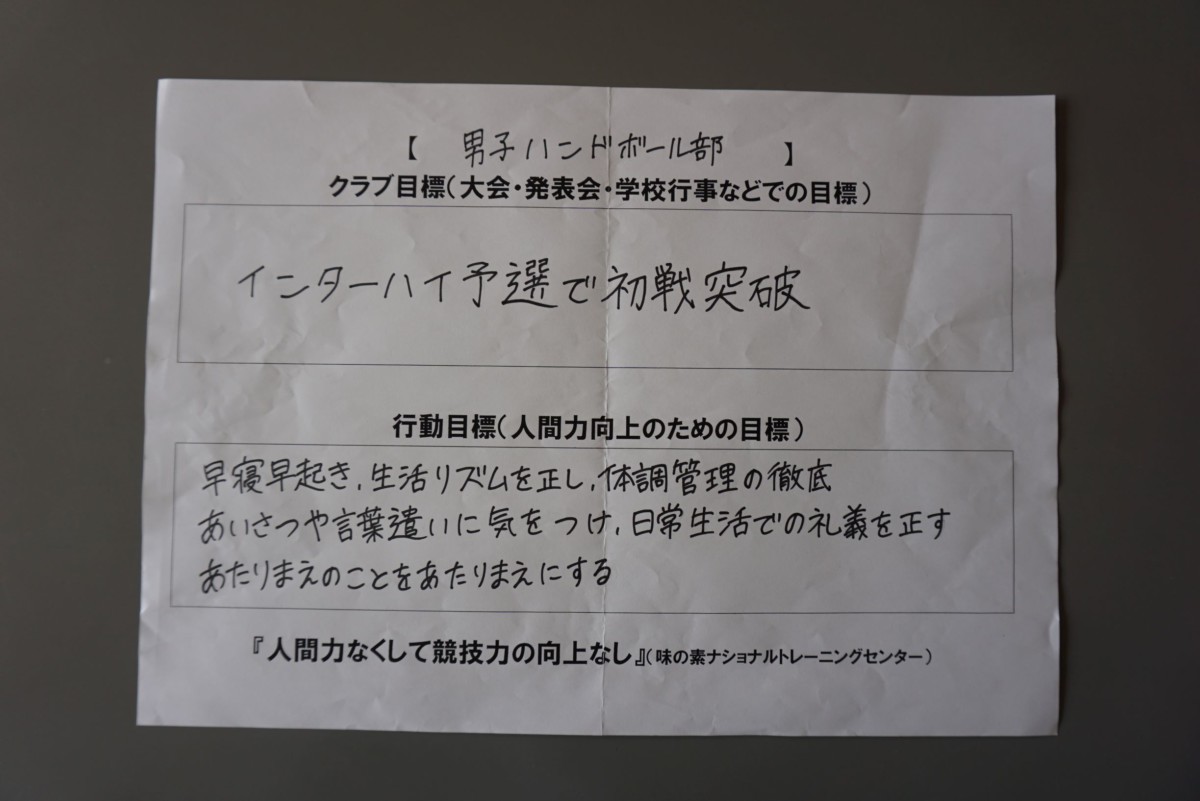 【 男子ハンドボール部 】
クラブ目標(大会・発表会・学校行事などでの目標)
インターハイ予選で初戦突破
行動目標(人間力向上のための目標)
早寝早起き,生活リズムを正し,体調管理の徹底
あいさつや言葉遣いに気をつけ,日常生活での礼義を正す
あたりまえのことをあたりまえにする
『人間力なくして競技力の向上なし』(味の素ナショナルトレーニングセンター)